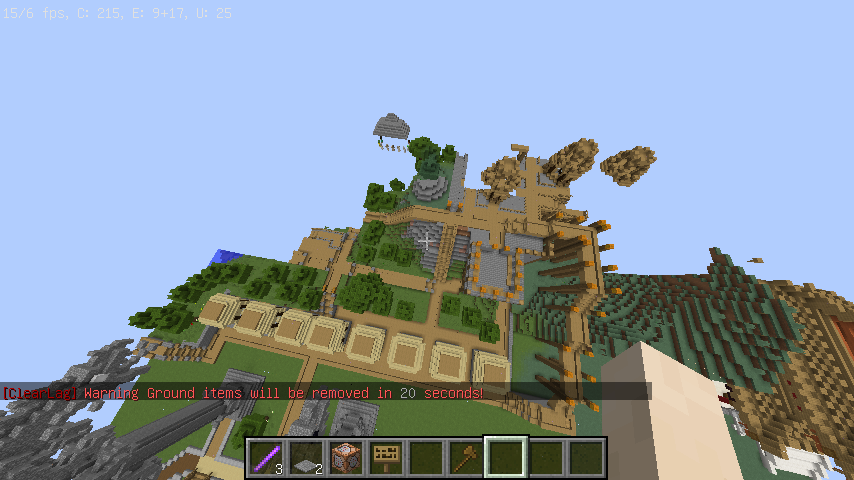 15/6 fps, C: 215, E: 9+17, U: 25
[ClearLag] Warning Ground items will be removed in 20 seconds!
3
2